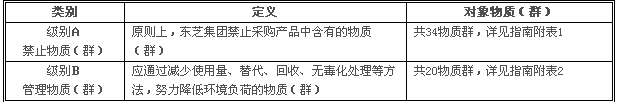 类别
定义
对象物质(群)
级别A
禁止物质(群)
原则上，东芝集团禁止采购产品中含有的物质
(群)
共34物质群，详见指南附表1
级别B
管理物质(群)
应通过减少使用量、替代、回收、无毒化处理等方
法，努力降低环境负荷的物质(群)
共20物质群，详见指南附表2